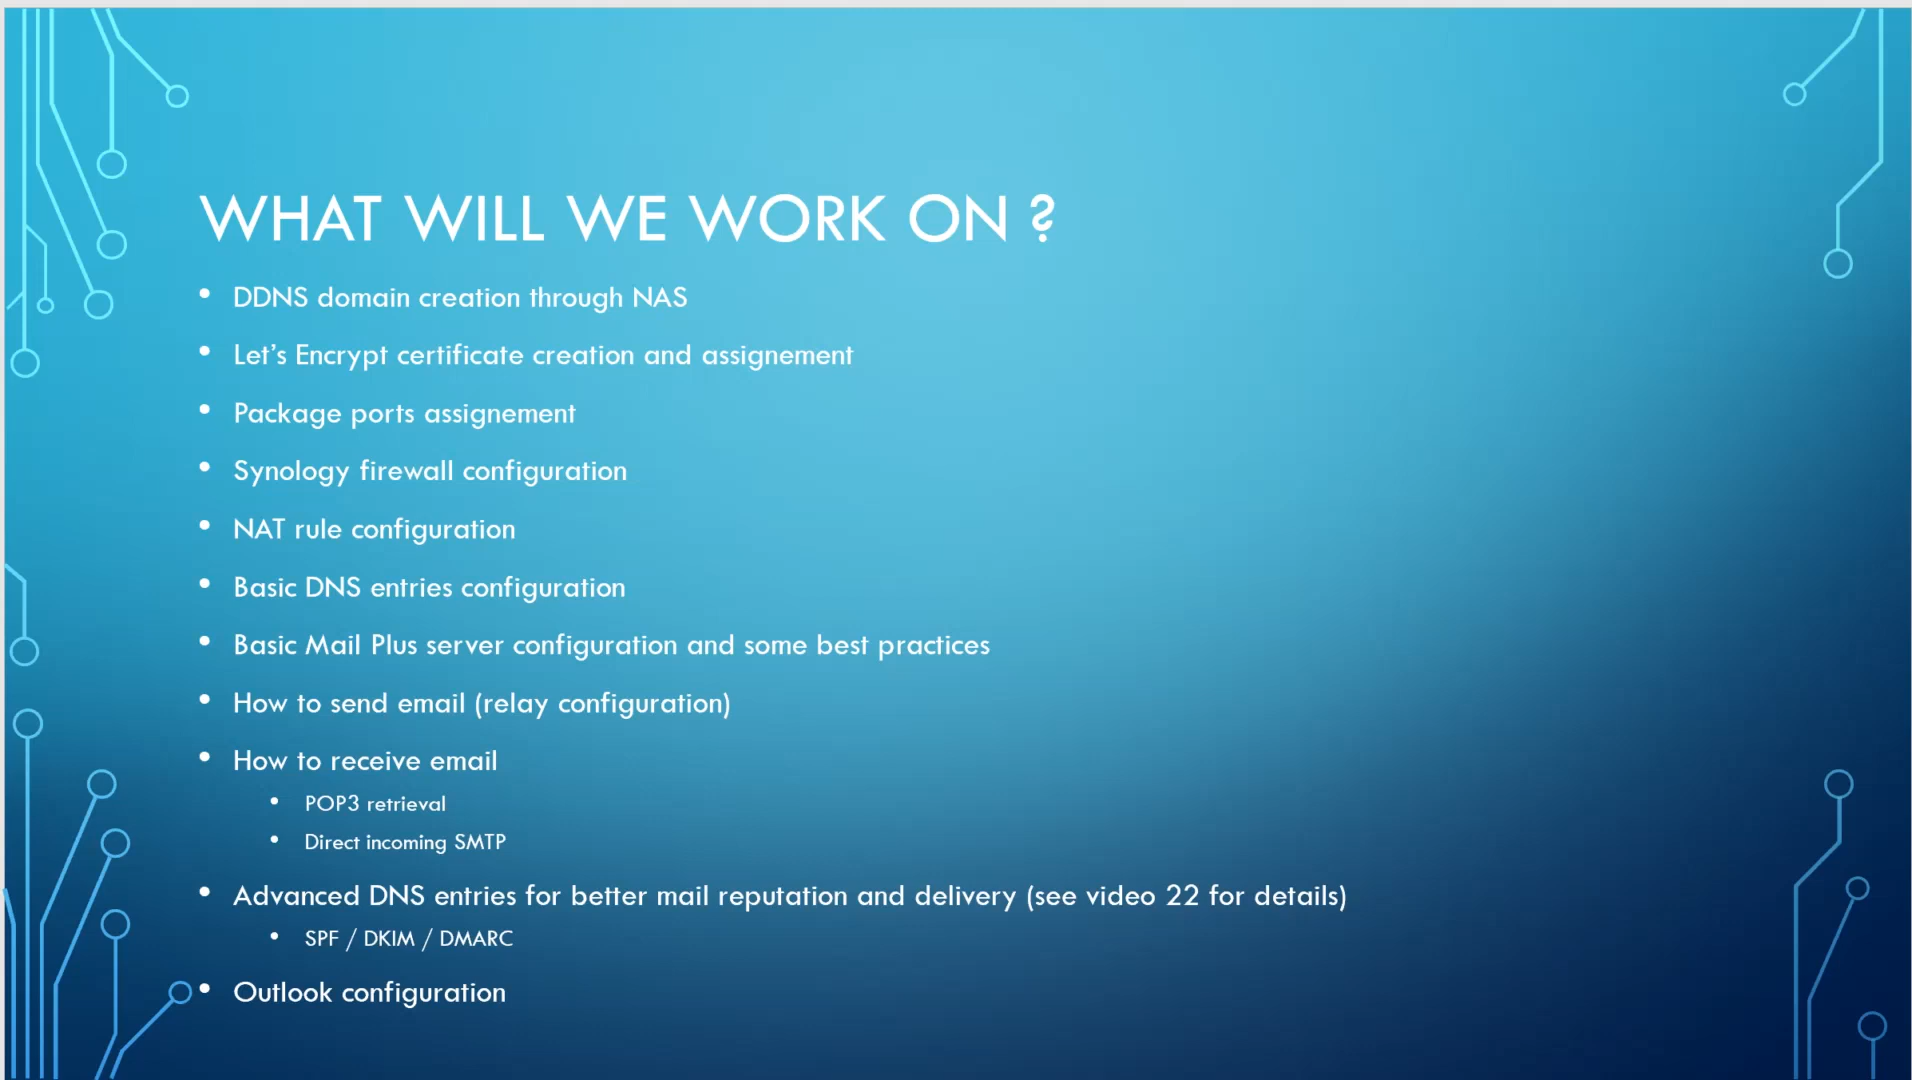 WHAT WILL WE WORK ON ?
• DDNS domain creation through NAS
• Let's Encrypt certificate creation and assignement
• Package ports assignement
• Synology firewall configuration
• NAT rule configuration
• Basic DNS entries configuration
• Basic Mail Plus server configuration and some best practices
• How to send email (relay configuration)
• How to receive email
• POP3 retrieval
• Direct incoming SMTP
• Advanced DNS entries for better mail reputation and delivery (see video 22 for details)
• SPF / DKIM / DMARC
• Outlook configuration